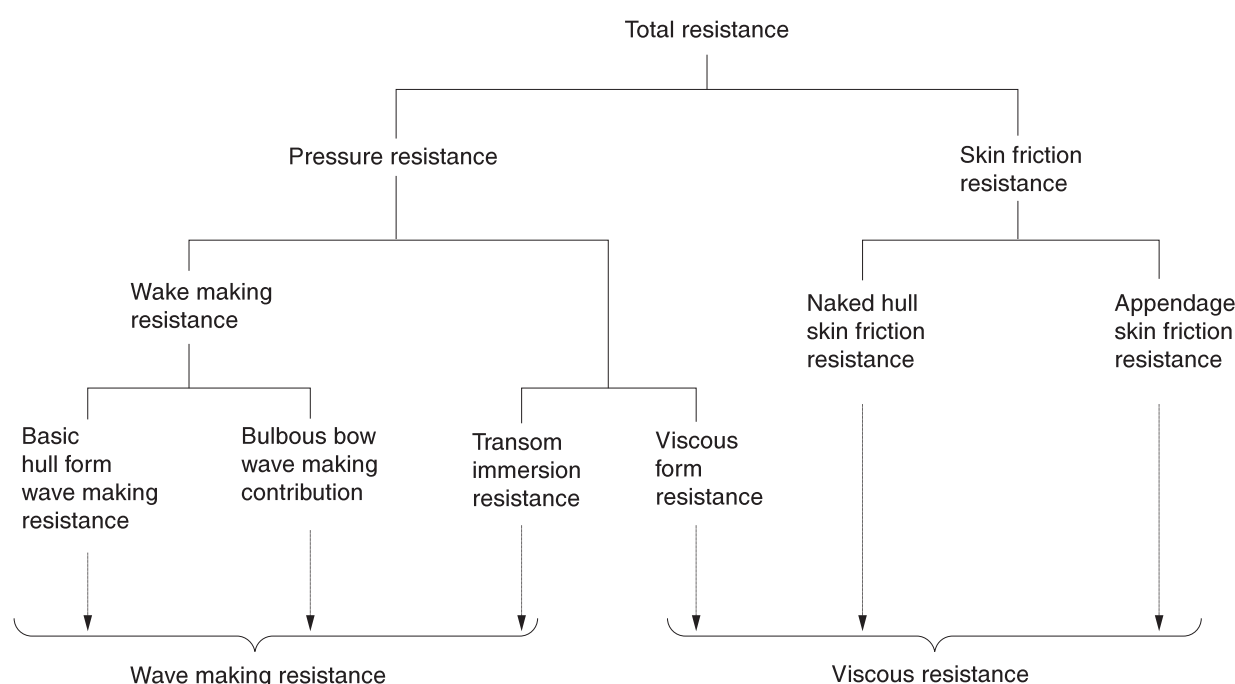 Total resistance
Pressure resistance
Skin friction
resistance
Wake making
resistance
Naked hull
skin friction
resistance
Appendage
skin friction
resistance
Basic
hull form
wave making
resistance
Bulbous bow
wave making
contribution
Transom
immersion
resistance
Viscous
form
resistance
Wave making resistance
Viscous resistance